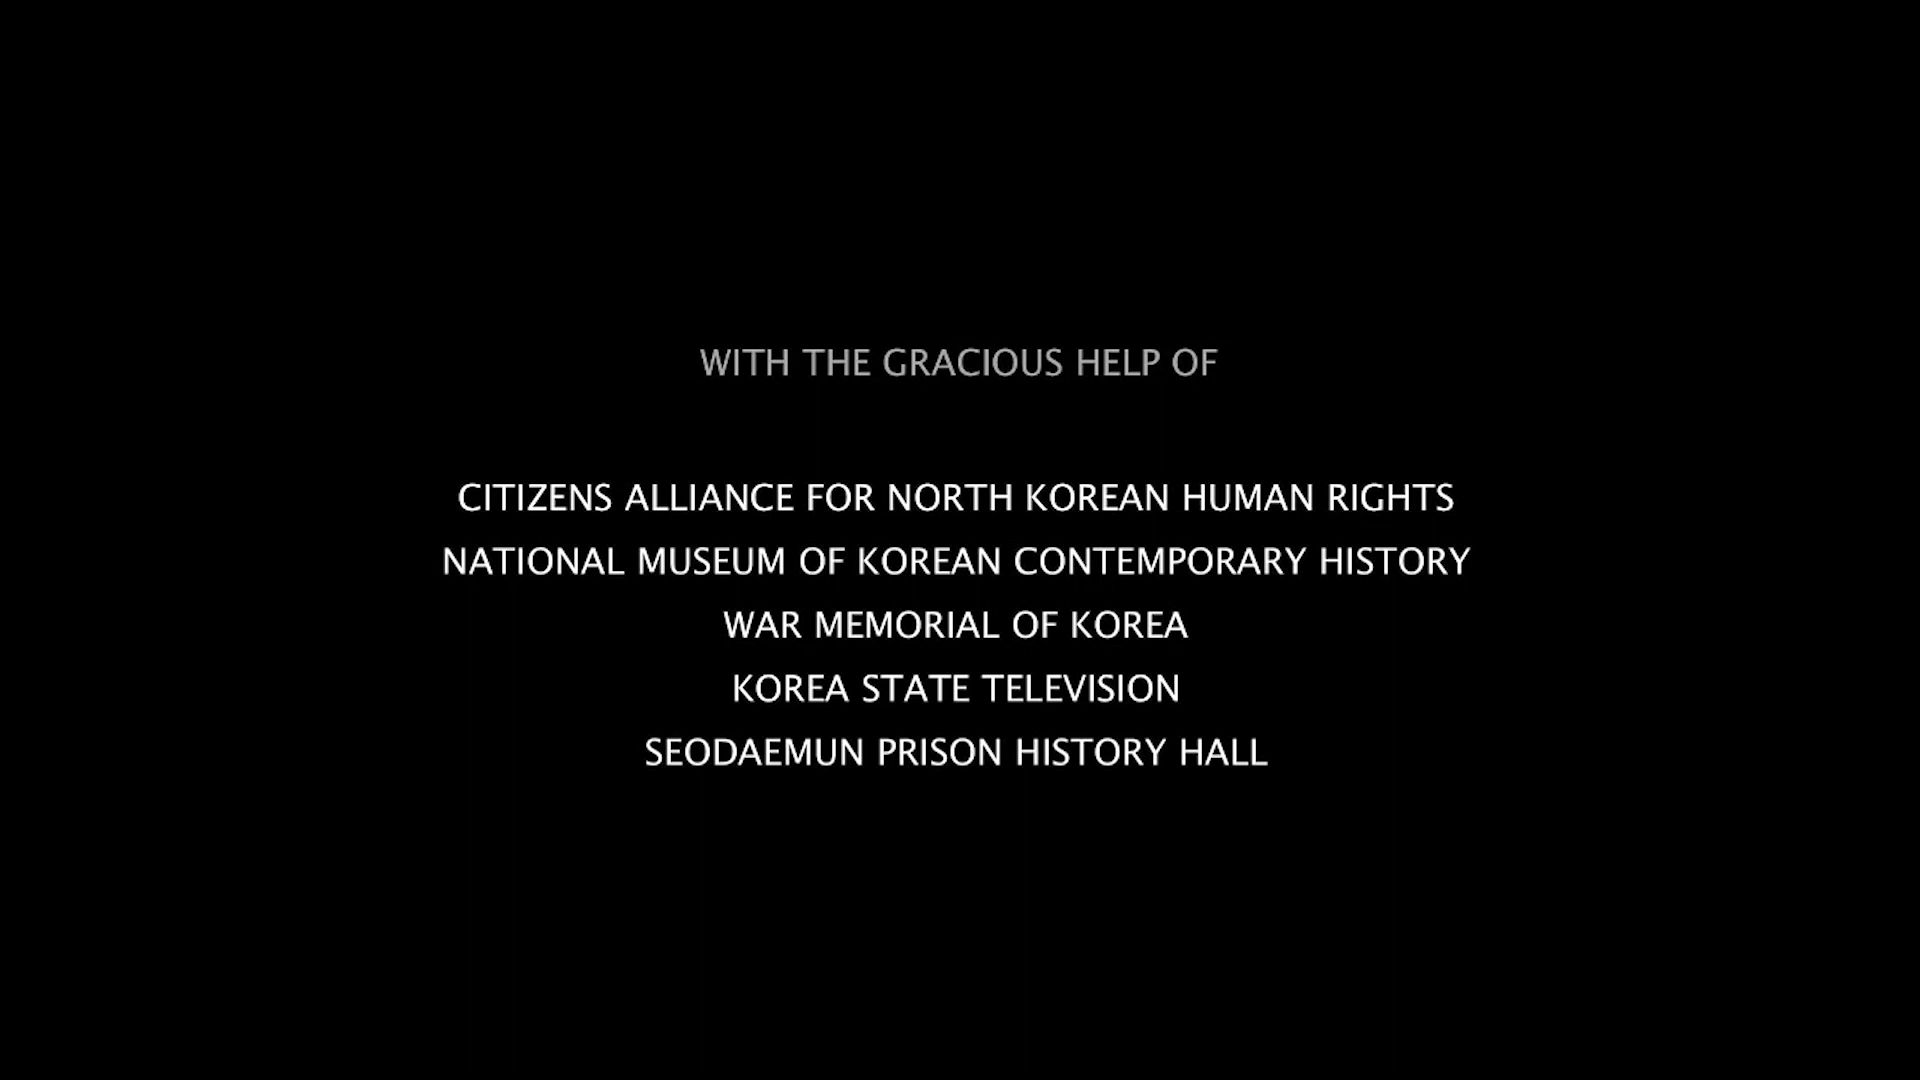 WITH THE GRACIOUS HELP OF
CITIZENS ALLIANCE FOR NORTH KOREAN HUMAN RIGHTS
NATIONAL MUSEUM OF KOREAN CONTEMPORARY HISTORY
WAR MEMORIAL OF KOREA
KOREA STATE TELEVISION
SEODAEMUN PRISON HISTORY HALL